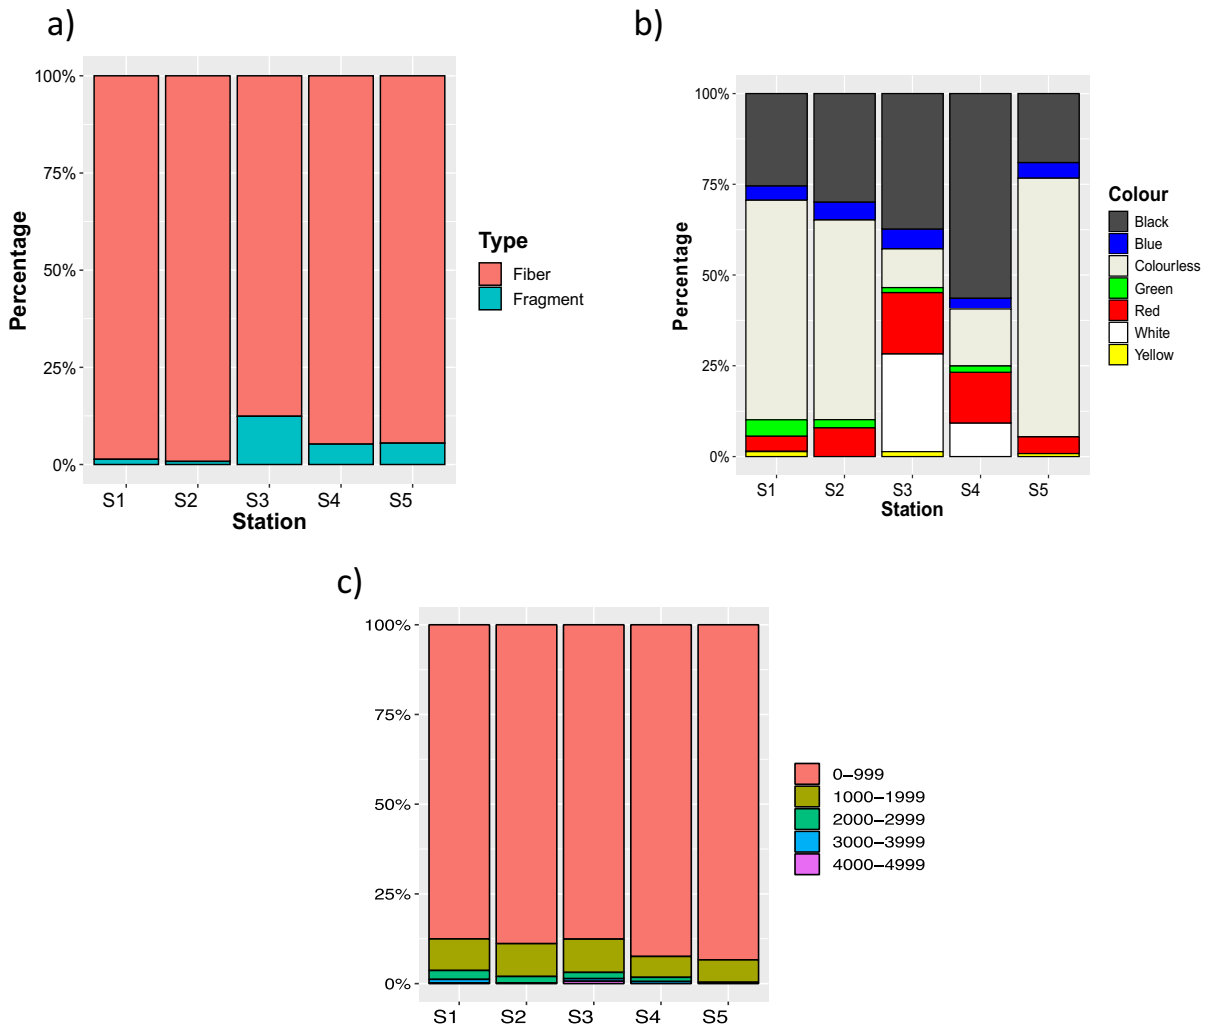 a)
100%
75%
50%
25%
0%
Percentage
S1 S2 S3 S4 S5
Station
Type
Fiber
Fragment
b)
100%
75%
50%
25%
0%
Percentage
S1 S2 S3 S4 S5
Station
Colour
Black
Blue
Colourless
Green
Red
White
Yellow
c)
100%
75%
50%
25%
0%
S1 S2 S3 S4 S5
0–999
1000–1999
2000–2999
3000–3999
4000–4999